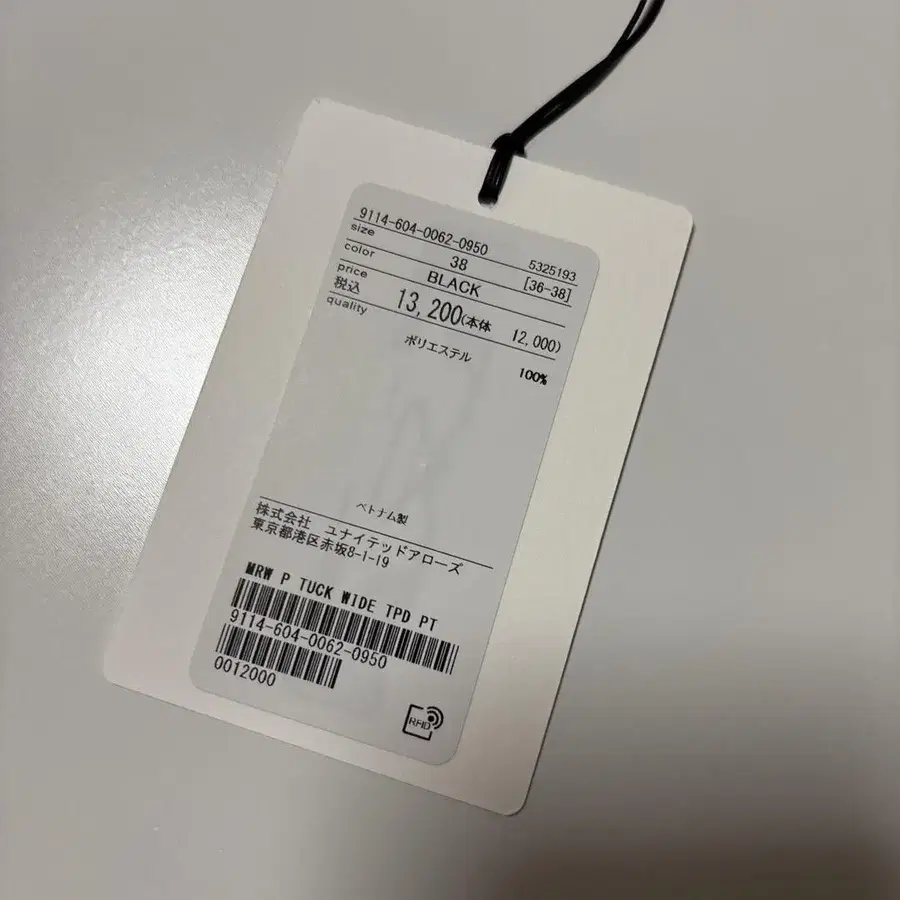 9114-604-0062-0950
size 5325193
38
color [36-38]
BLACK
price
税込 13,200(本体 12,000)
quality
ポリエステル
100%
ベトナム製
株式会社 ユナイテッドアローズ
東京都港区赤坂8-1-19
MRW P TUCK WIDE TPD PT
9114-604-0062-0950
0012000
RFID